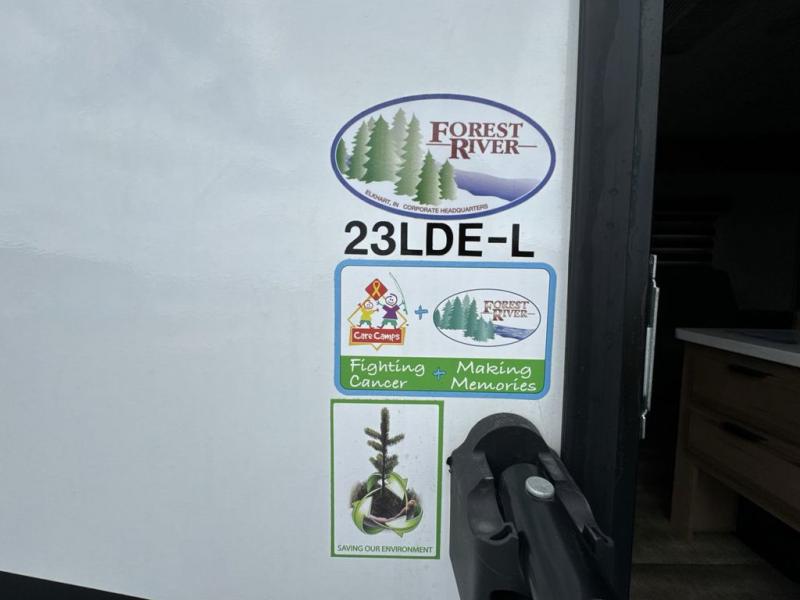 FOREST
RIVER
ELKHART, IN CORPORATE HEADQUARTERS
23LDE-L
Care Camps
+
FOREST
RIVER
Fighting Cancer + Making Memories
SAVING OUR ENVIRONMENT